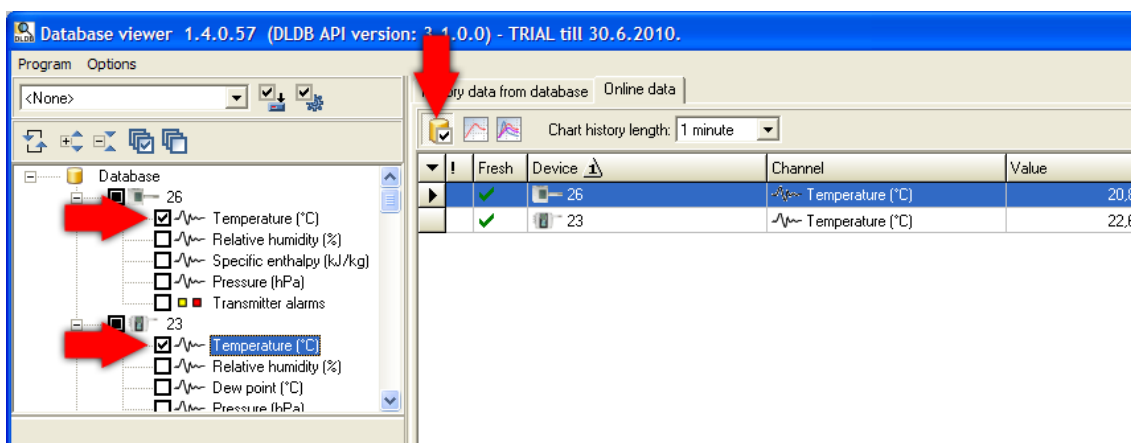 Database viewer 1.4.0.57 (DLDB API version: 3.1.0.0) - TRIAL till 30.6.2010.
Program Options
<None>
data from database Online data
Chart history length: 1 minute
! Fresh Device 1 Channel Value
Database
26
Temperature (°C)
Relative humidity (%)
Specific enthalpy (kJ/kg)
Pressure (hPa)
Transmitter alarms
23
Temperature (°C)
Relative humidity (%)
Dew point (°C)
Pressure (hPa)
26 Temperature (°C) 20,8
23 Temperature (°C) 22,6